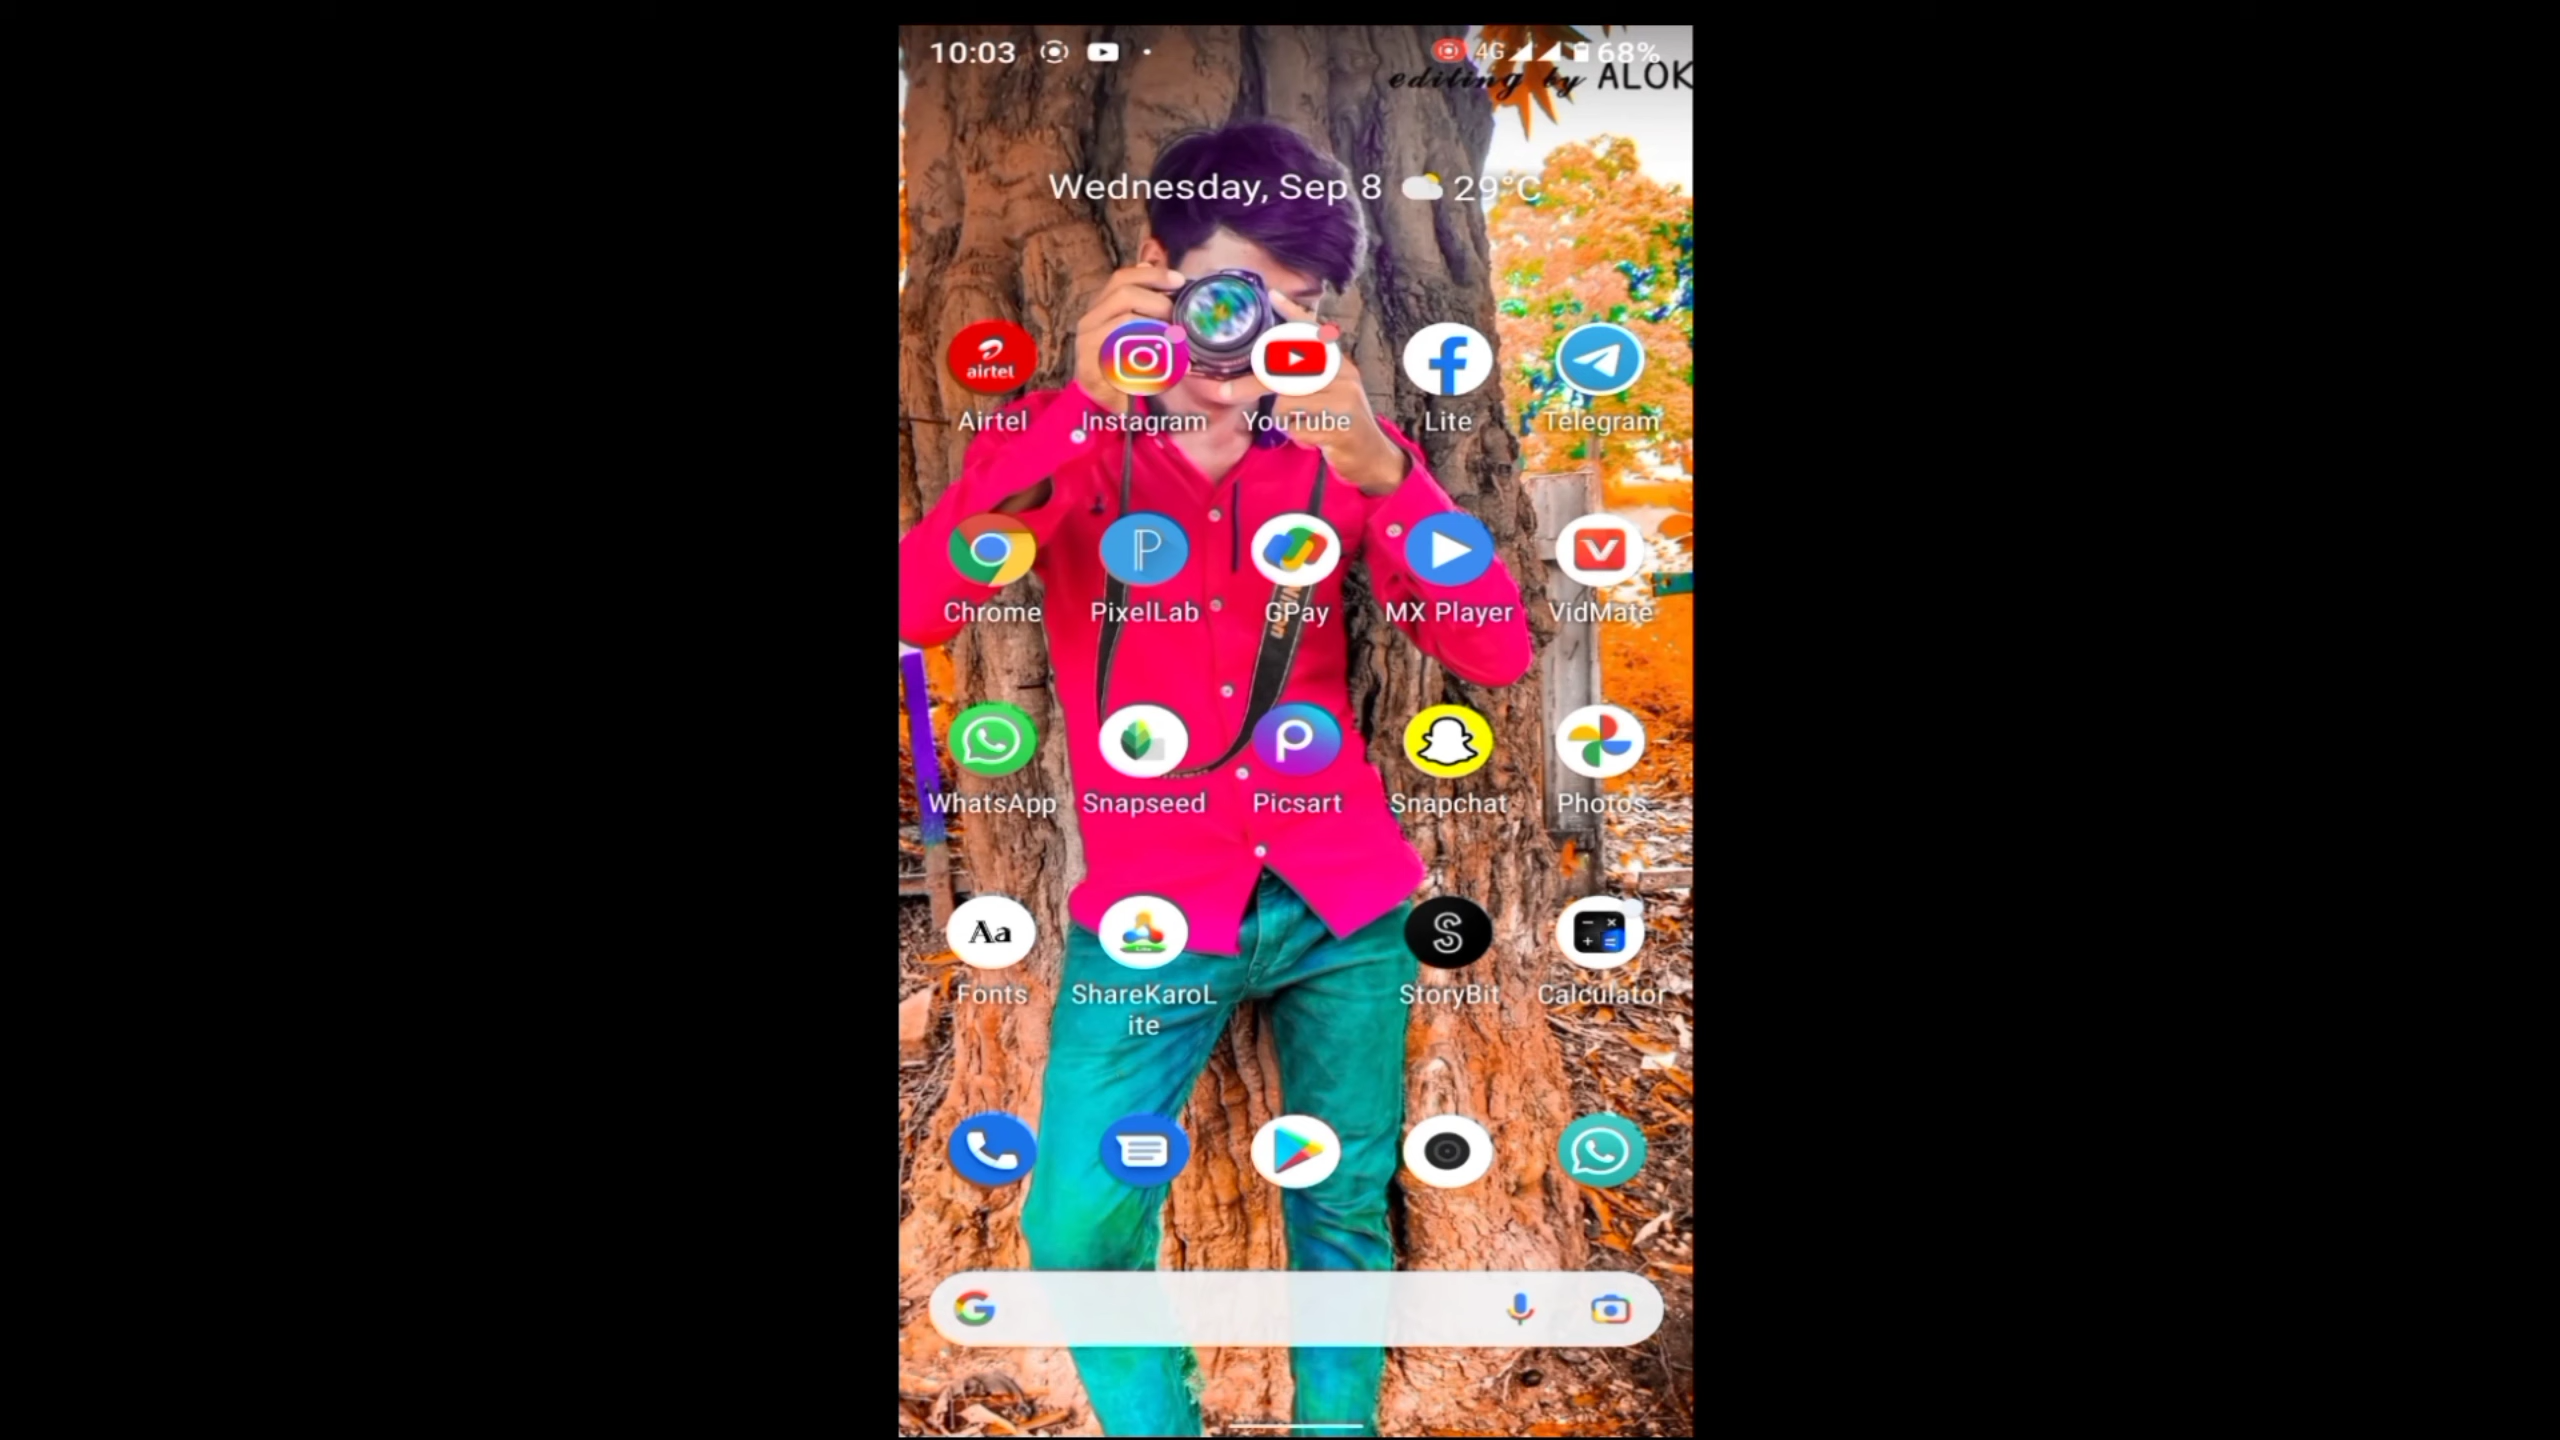 10:03 4G 68%
editing by ALOK
Wednesday, Sep 8 29°C
airtel
Airtel Instagram YouTube Lite Telegram
Chrome PixelLab GPay MX Player VidMate
WhatsApp Snapseed Picsart Snapchat Photos
Aa
Fonts ShareKaroL StoryBit Calculator
ite